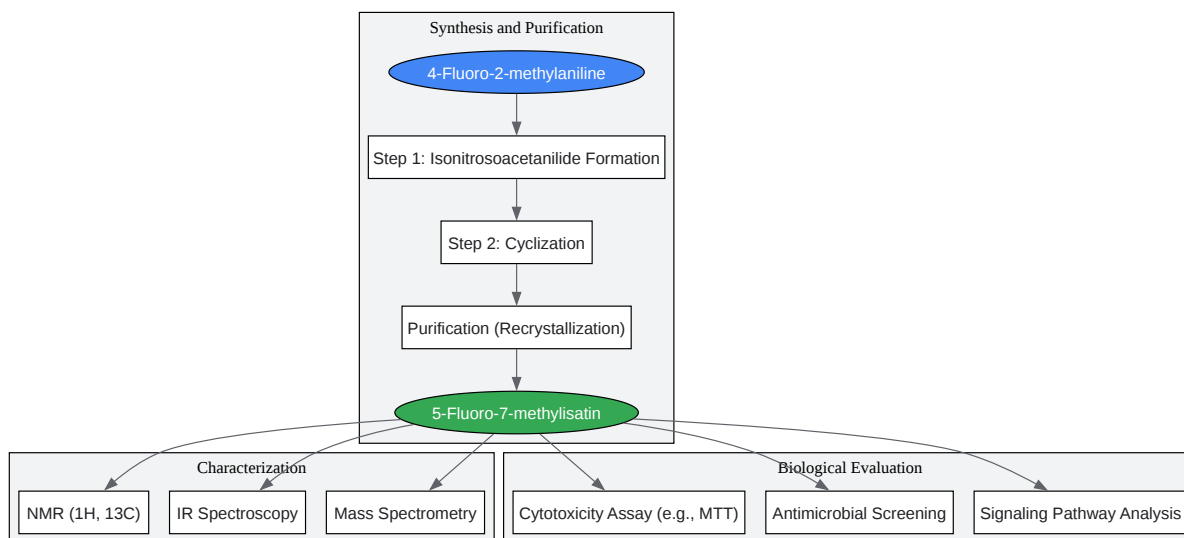 Synthesis and Purification
4-Fluoro-2-methylaniline
Step 1: Isonitrosoacetanilide Formation
Step 2: Cyclization
Purification (Recrystallization)
5-Fluoro-7-methylisatin
Characterization
NMR (1H, 13C)
IR Spectroscopy
Mass Spectrometry
Biological Evaluation
Cytotoxicity Assay (e.g., MTT)
Antimicrobial Screening
Signaling Pathway Analysis